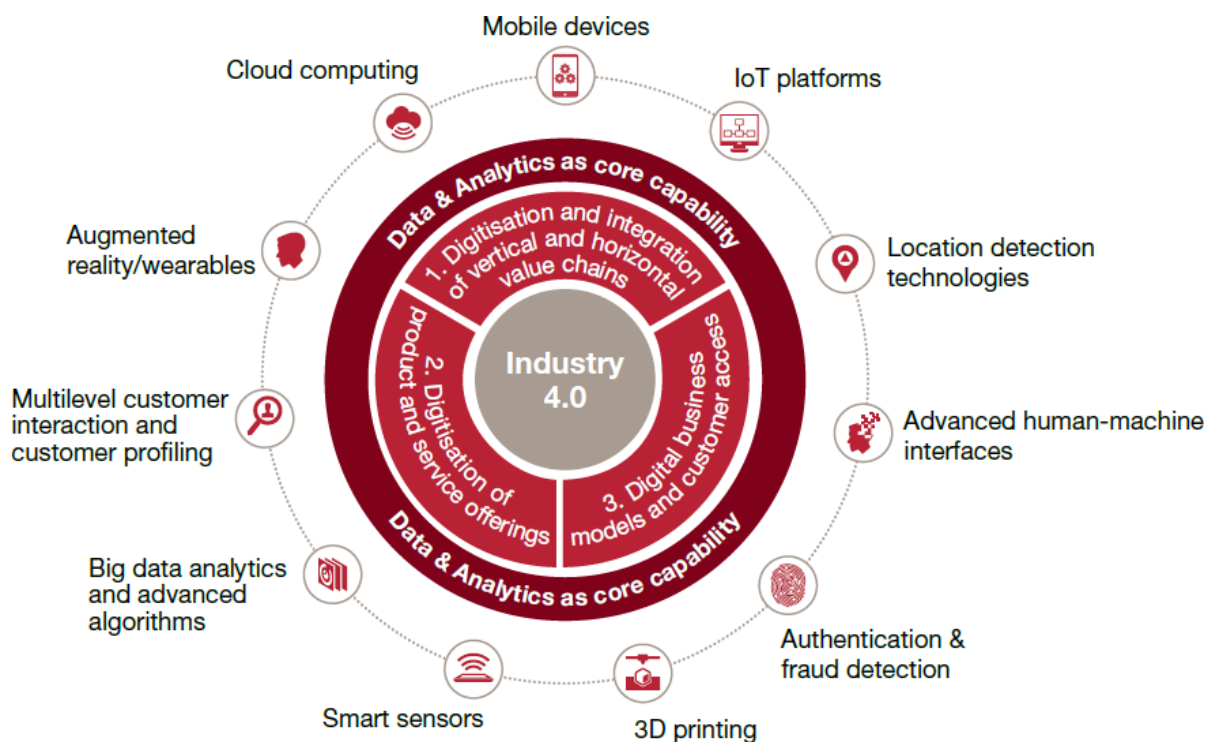 Mobile devices
Cloud computing
IoT platforms
Data & Analytics as core capability
1. Digitisation and integration
of vertical and horizontal
value chains
Augmented
reality/wearables
Location detection
technologies
Industry
4.0
2. Digitisation of
product and service offerings
3. Digital business
models and customer access
Multilevel customer
interaction and
customer profiling
Advanced human-machine
interfaces
Data & Analytics as core capability
Big data analytics
and advanced
algorithms
Authentication &
fraud detection
Smart sensors
3D printing